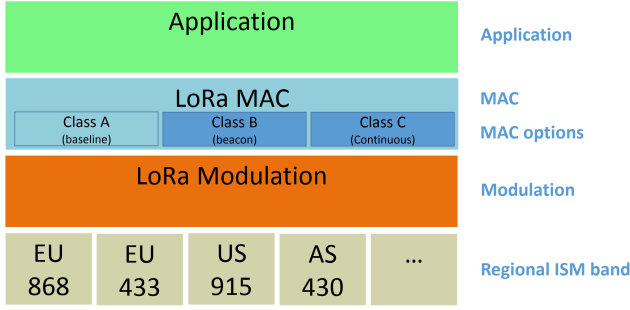 Application
Application
LoRa MAC
MAC
Class A
(baseline)
Class B
(beacon)
Class C
(Continuous)
MAC options
LoRa Modulation
Modulation
EU
868
EU
433
US
915
AS
430
...
Regional ISM band